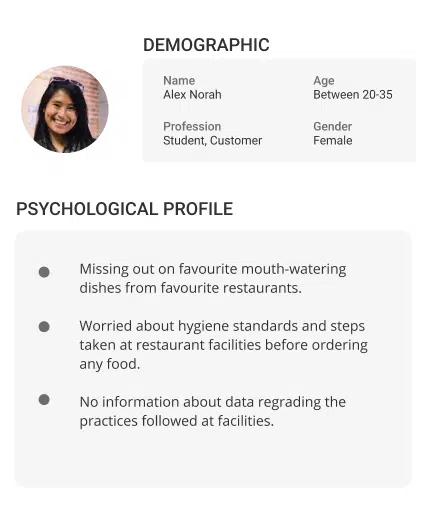 DEMOGRAPHIC
Name
Age
Alex Norah
Between 20-35
Profession
Gender
Student, Customer
Female
PSYCHOLOGICAL PROFILE
Missing out on favourite mouth-watering
dishes from favourite restaurants.
Worried about hygiene standards and steps
taken at restaurant facilities before ordering
any food.
No information about data regrading the
practices followed at facilities.